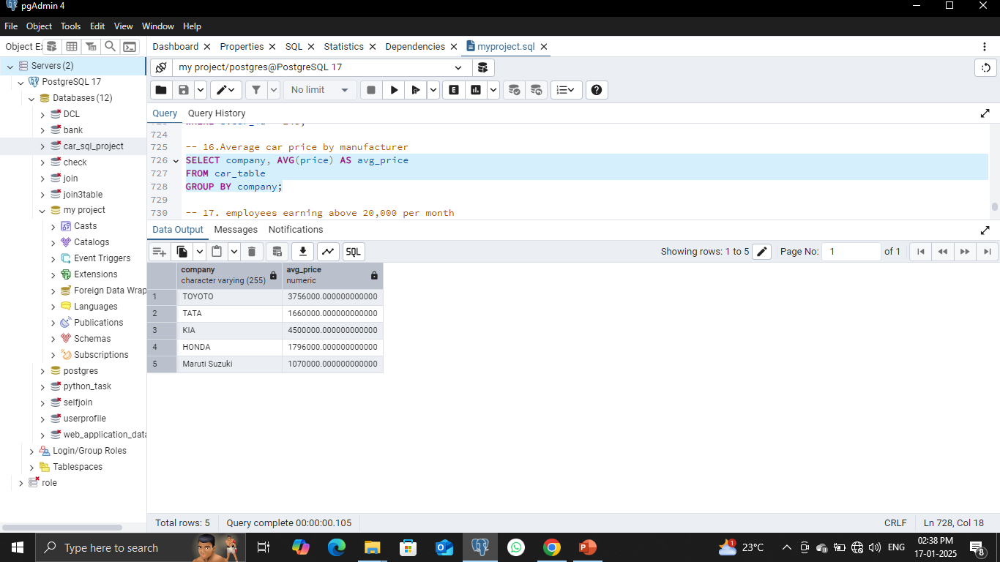 pgAdmin 4
File Object Tools Edit View Window Help
Object Ex
Dashboard Properties SQL Statistics Dependencies myproject.sql
Servers (2)
PostgreSQL 17
Databases (12)
DCL
bank
car_sql_project
check
join
join3table
my project
Casts
Catalogs
Event Triggers
Extensions
Foreign Data Wrap
Languages
Publications
Schemas
Subscriptions
postgres
python_task
selfjoin
userprofile
web_application_data
Login/Group Roles
Tablespaces
role
my project/postgres@PostgreSQL 17
No limit
E
Query Query History
724
725 -- 16.Average car price by manufacturer
726 SELECT company, AVG(price) AS avg_price
727 FROM car_table
728 GROUP BY company;
729
730 -- 17. employees earning above 20,000 per month
Data Output Messages Notifications
SQL
Showing rows: 1 to 5
Page No: 1 of 1
company avg_price
character varying (255) numeric
1 TOYOTO 3756000.000000000000
2 TATA 1660000.000000000000
3 KIA 4500000.000000000000
4 HONDA 1796000.000000000000
5 Maruti Suzuki 1070000.000000000000
Total rows: 5 Query complete 00:00:00.105 CRLF Ln 728, Col 18
Type here to search
1 23°C ENG 02:38 PM
17-01-2025
8